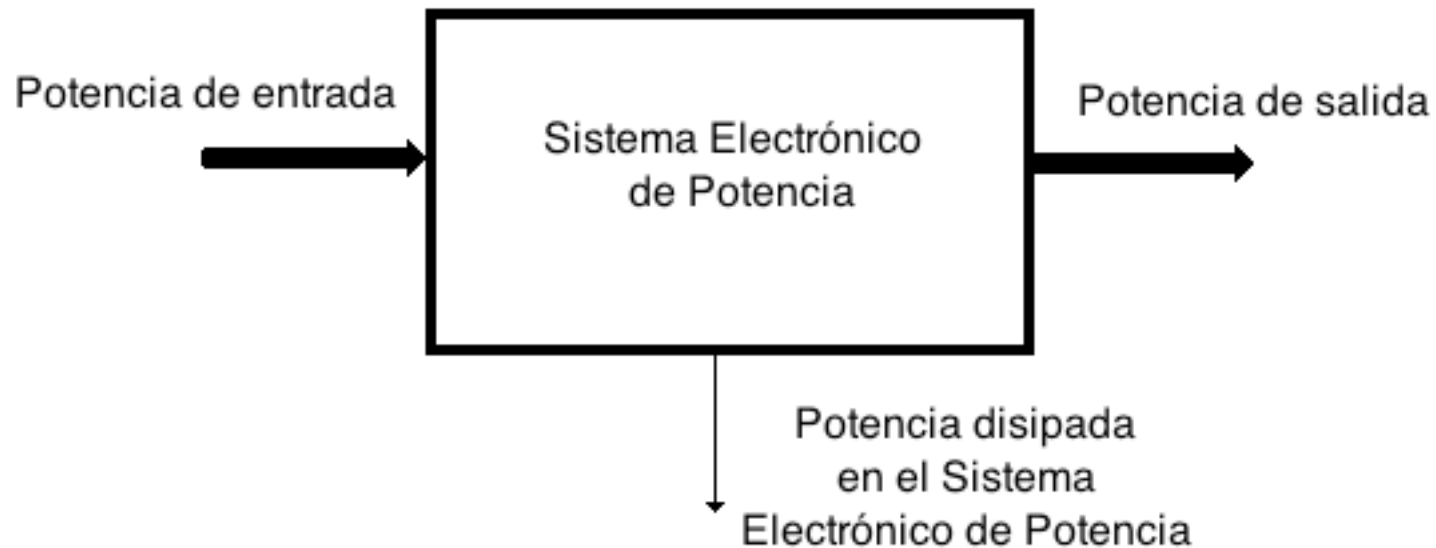 Potencia de entrada
Sistema Electrónico
de Potencia
Potencia de salida
Potencia disipada
en el Sistema
Electrónico de Potencia